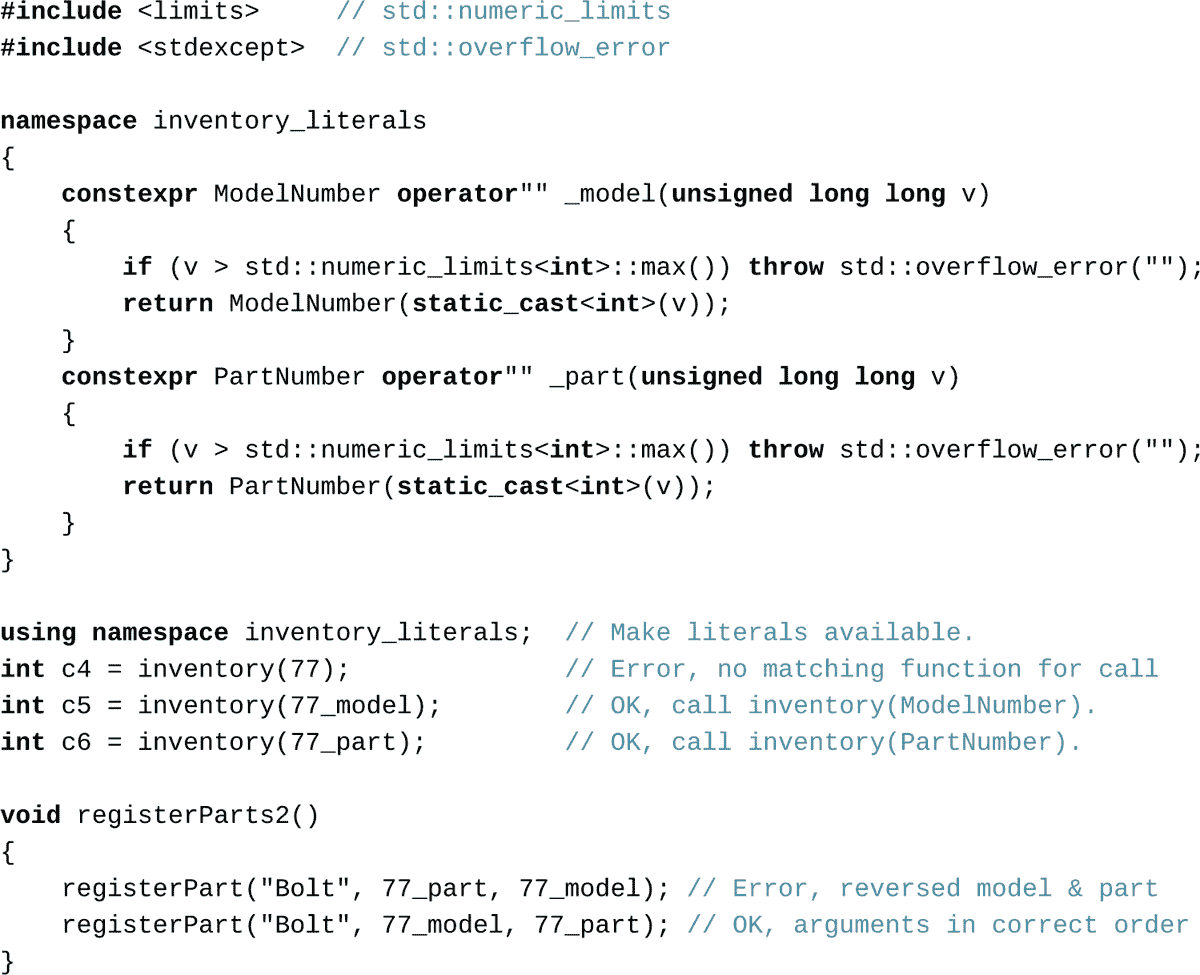 #include <limits>     // std::numeric_limits
#include <stdexcept>  // std::overflow_error

namespace inventory_literals
{
    constexpr ModelNumber operator"" _model(unsigned long long v)
    {
        if (v > std::numeric_limits<int>::max()) throw std::overflow_error("");
        return ModelNumber(static_cast<int>(v));
    }
    constexpr PartNumber operator"" _part(unsigned long long v)
    {
        if (v > std::numeric_limits<int>::max()) throw std::overflow_error("");
        return PartNumber(static_cast<int>(v));
    }
}

using namespace inventory_literals;  // Make literals available.
int c4 = inventory(77);              // Error, no matching function for call
int c5 = inventory(77_model);        // OK, call inventory(ModelNumber).
int c6 = inventory(77_part);         // OK, call inventory(PartNumber).

void registerParts2()
{
    registerPart("Bolt", 77_part, 77_model); // Error, reversed model & part
    registerPart("Bolt", 77_model, 77_part); // OK, arguments in correct order
}